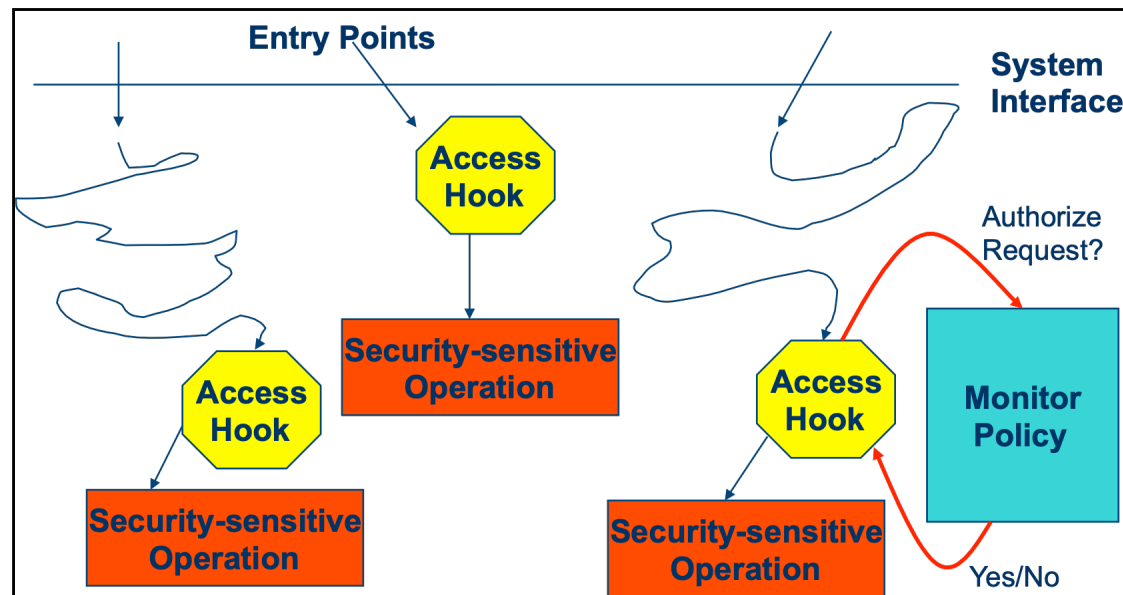 Entry Points
System
Interface
Access
Hook
Authorize
Request?
Security-sensitive
Operation
Access
Hook
Access
Hook
Monitor
Policy
Security-sensitive
Operation
Security-sensitive
Operation
Yes/No